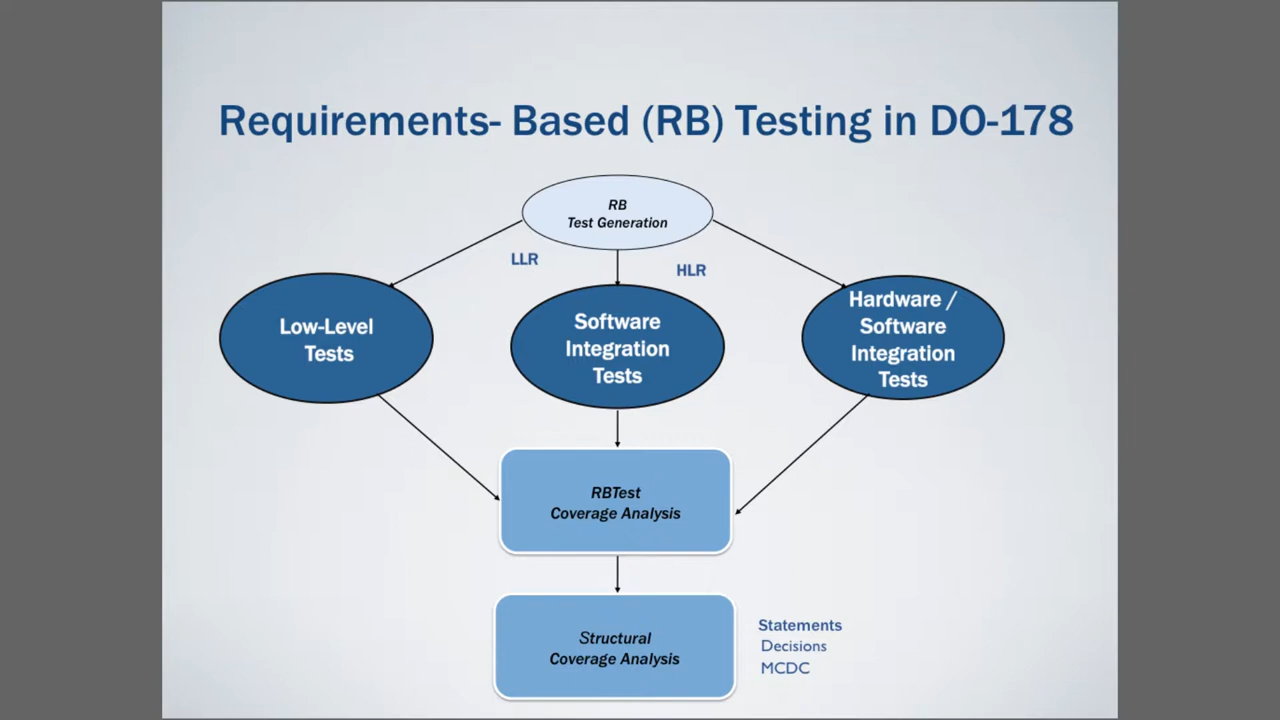 Requirements- Based (RB) Testing in DO-178
RB
Test Generation
LLR
HLR
Low-Level
Tests
Software
Integration
Tests
Hardware /
Software
Integration
Tests
RBTest
Coverage Analysis
Structural
Coverage Analysis
Statements
Decisions
MCDC